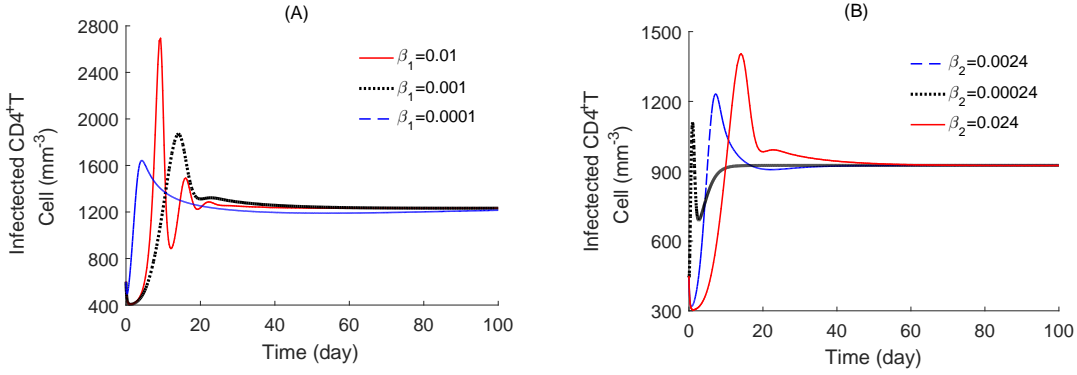 (A)
Infected CD4⁺T
Cell (mm⁻³)
2800
2400
2000
1600
1200
800
400
0
20
40
60
80
100
Time (day)
β₁=0.01
β₁=0.001
β₁=0.0001
(B)
Infected CD4⁺T
Cell (mm⁻³)
1500
1200
900
600
300
0
20
40
60
80
100
Time (day)
β₂=0.0024
β₂=0.00024
β₂=0.024